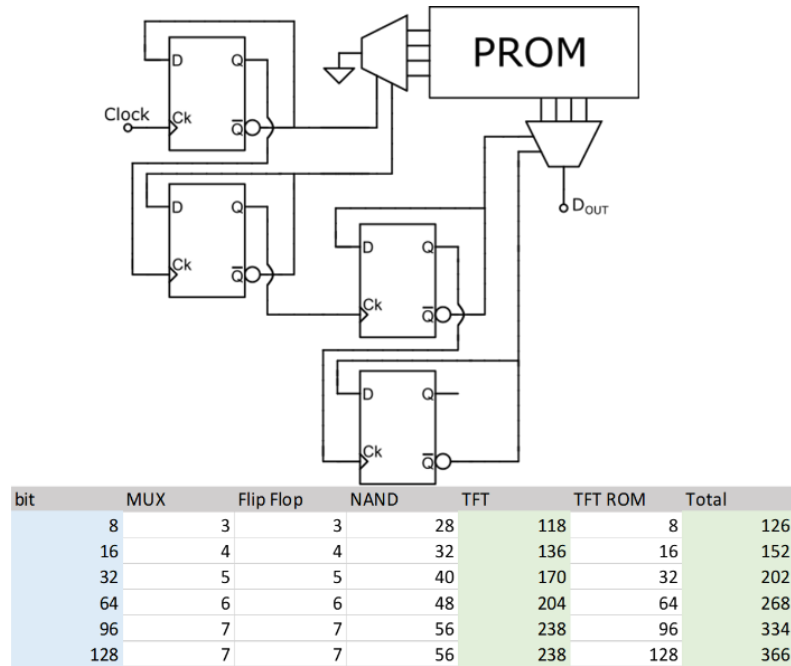 PROM
D Q
Clock
Ck
Q
D Q
Ck
Q
D_OUT
D Q
Ck
Q
D Q
Ck
Q
bit MUX Flip Flop NAND TFT TFT ROM Total
8 3 3 28 118 8 126
16 4 4 32 136 16 152
32 5 5 40 170 32 202
64 6 6 48 204 64 268
96 7 7 56 238 96 334
128 7 7 56 238 128 366